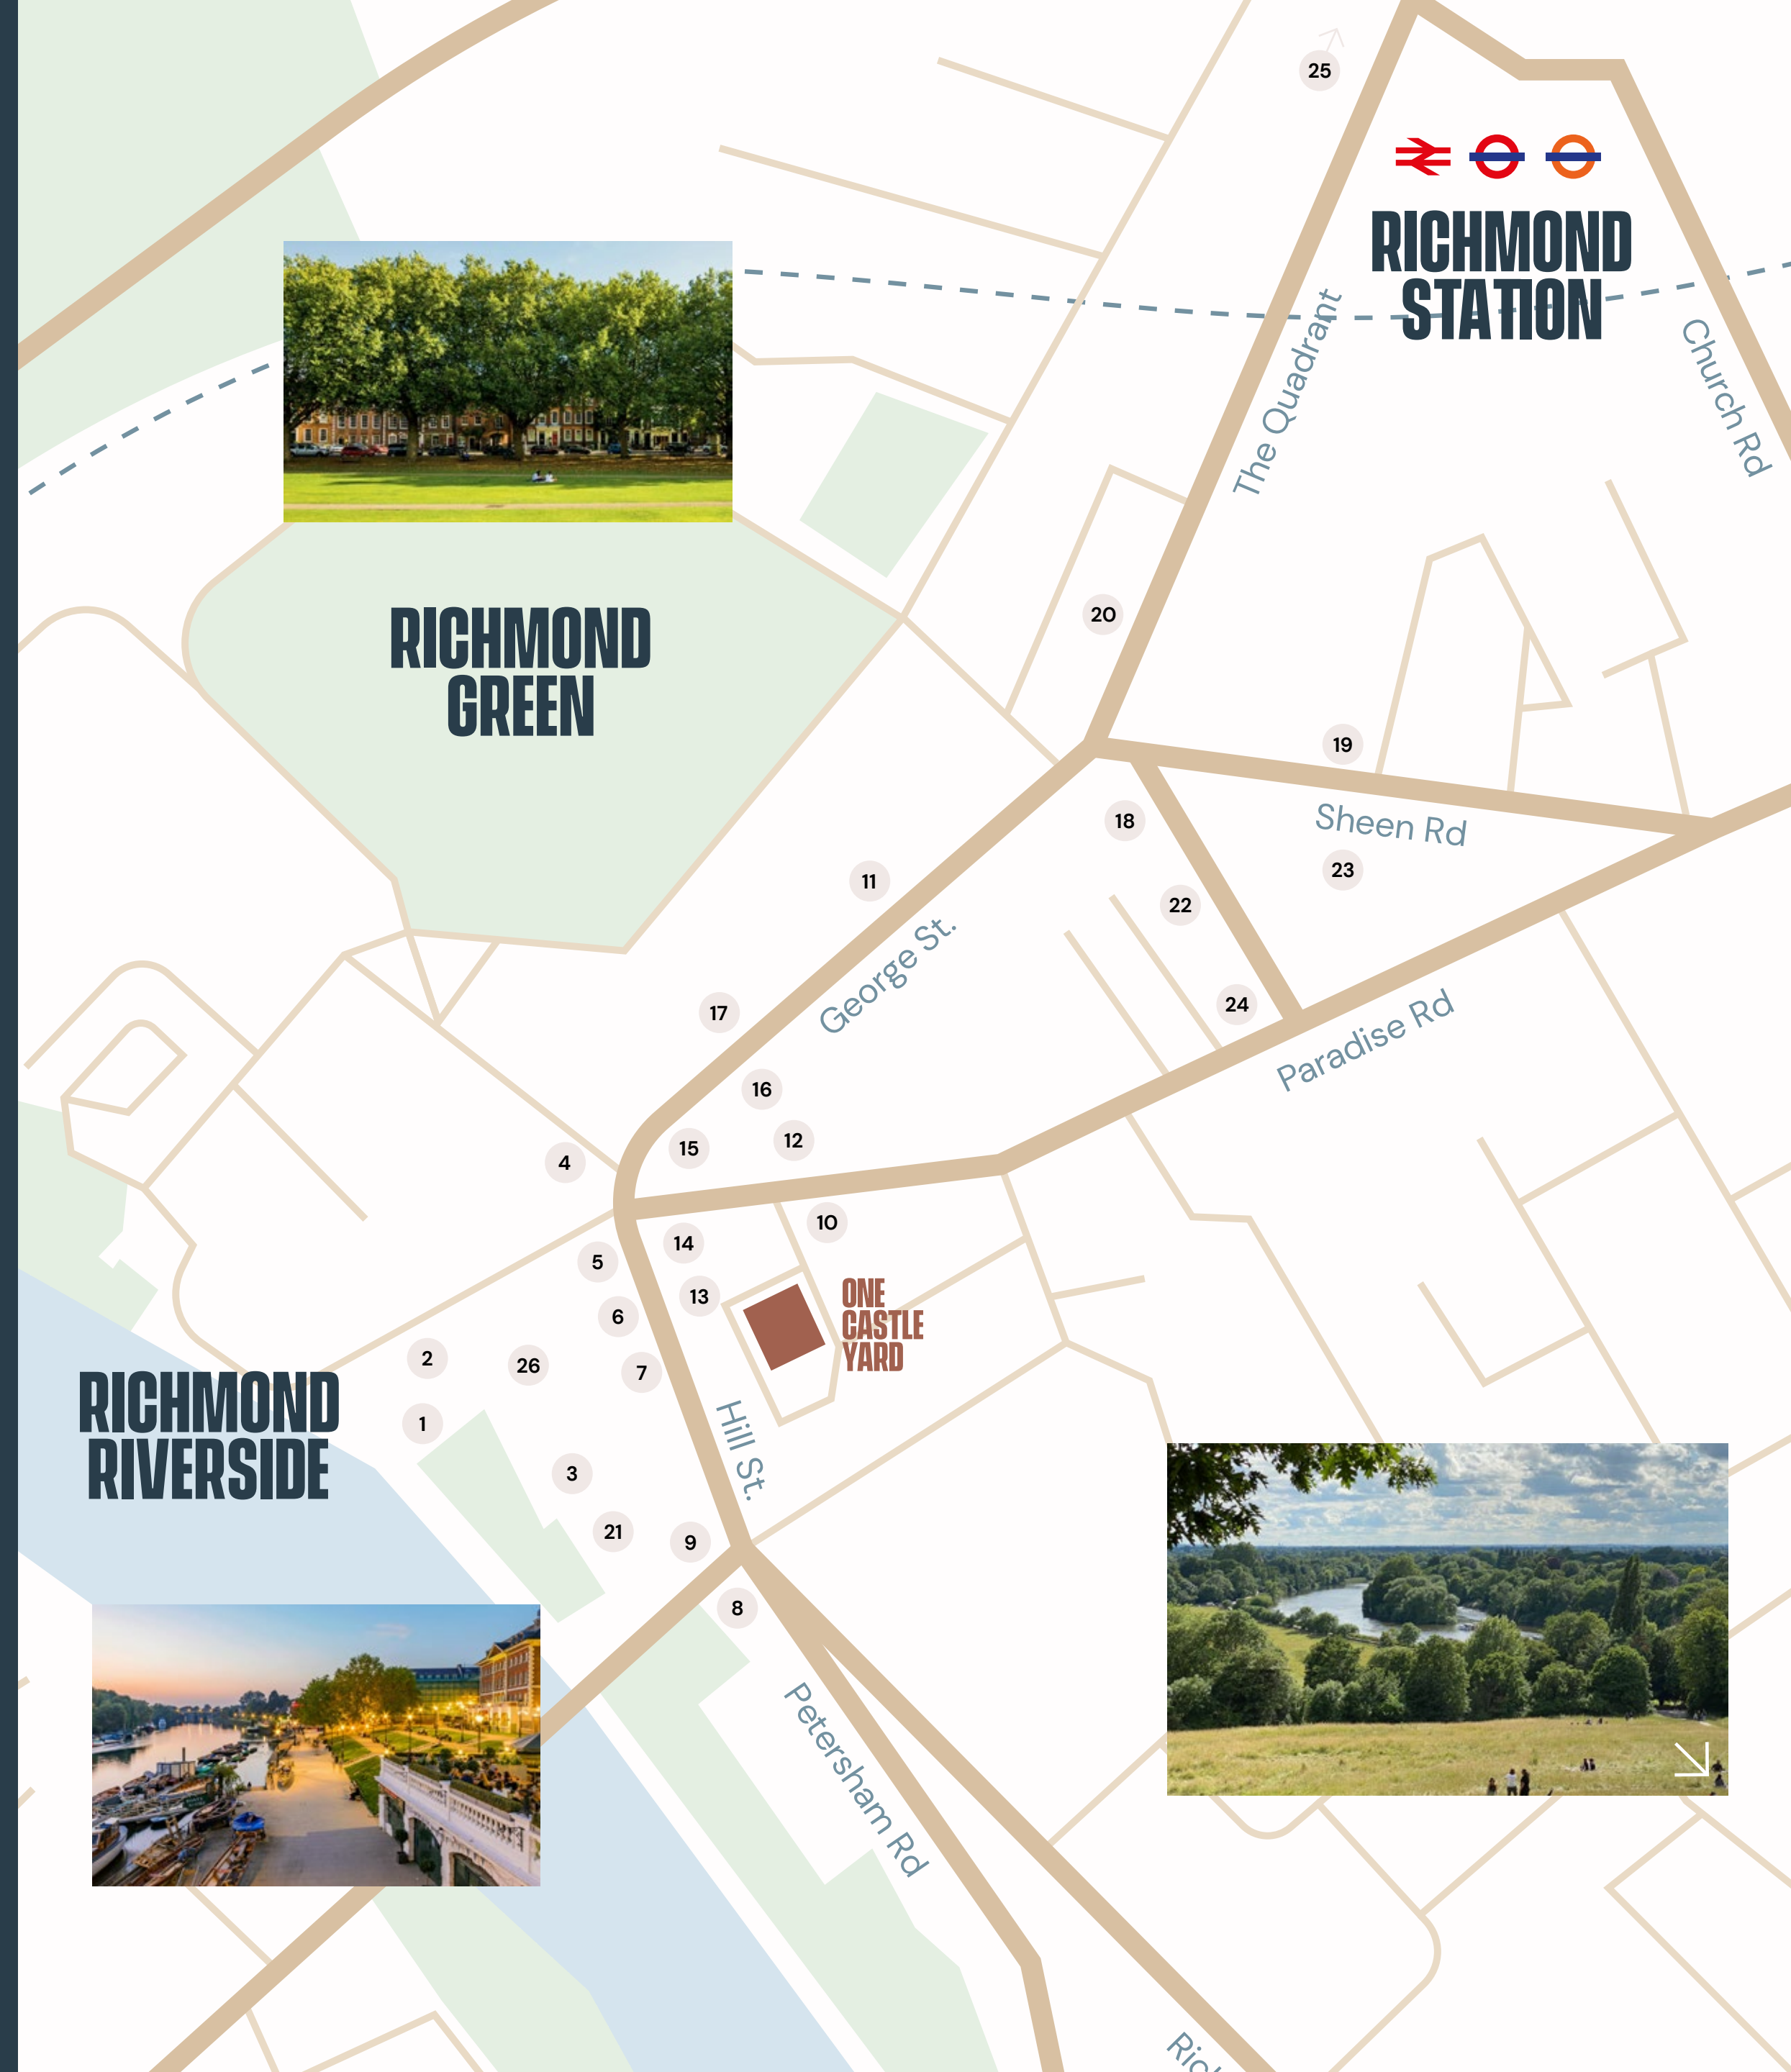 25
RICHMOND
STATION
The Quadrant
Church Rd
RICHMOND
GREEN
20
19
Sheen Rd
18
23
11
22
George St.
17
24
Paradise Rd
16
12
15
4
10
14
5
13
ONE
CASTLE
YARD
6
2
26
7
RICHMOND
RIVERSIDE
1
Hill St.
3
21
9
8
Petersham Rd